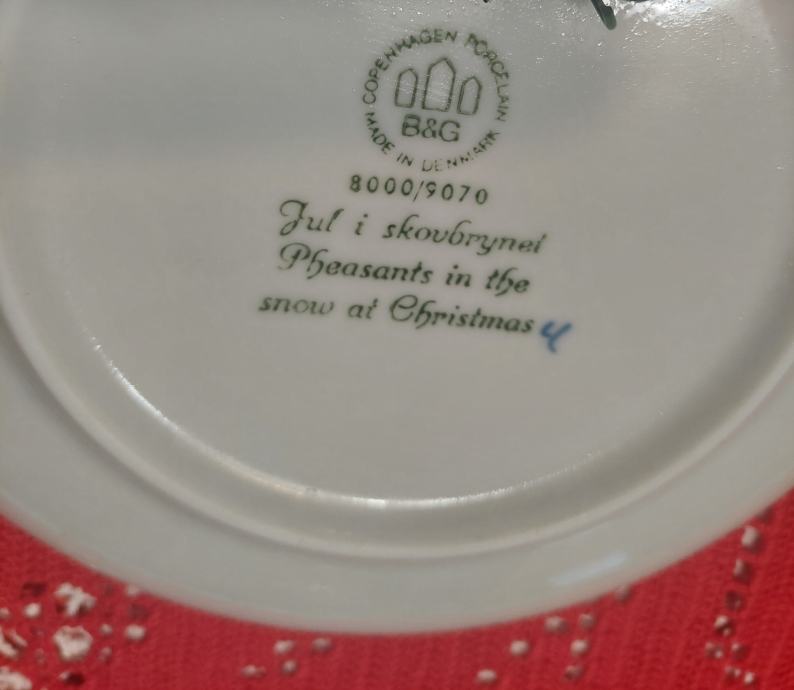 COPENHAGEN PORCELAIN
B&G
MADE IN DENMARK
8000/9070
Jul i skovbrynet
Pheasants in the
snow at Christmas 4